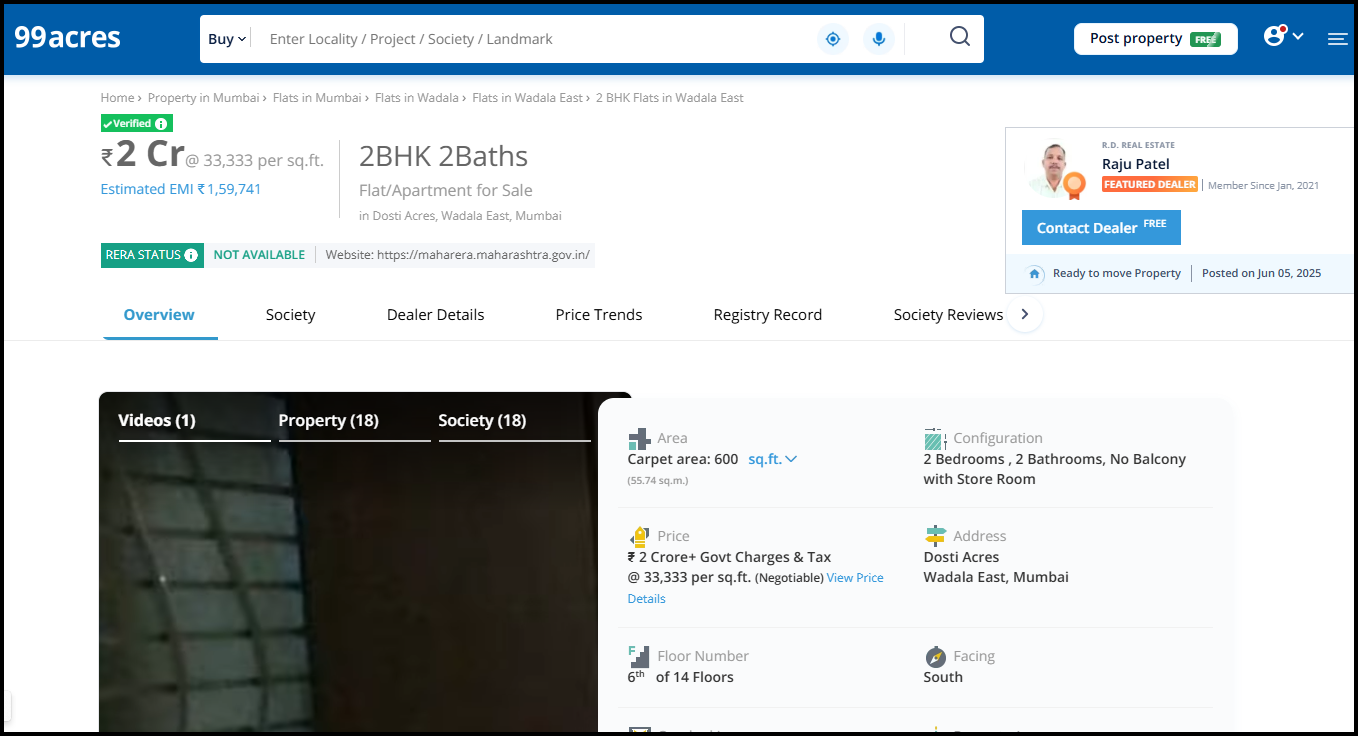 99acres
Buy
Enter Locality / Project / Society / Landmark
Post property FREE
Home › Property in Mumbai › Flats in Mumbai › Flats in Wadala › Flats in Wadala East › 2 BHK Flats in Wadala East
Verified
₹ 2 Cr @ 33,333 per sq.ft.
Estimated EMI ₹ 1,59,741
2BHK 2Baths
Flat/Apartment for Sale
in Dosti Acres, Wadala East, Mumbai
R.D. REAL ESTATE
Raju Patel
FEATURED DEALER | Member Since Jan, 2021
Contact Dealer FREE
Ready to move Property | Posted on Jun 05, 2025
RERA STATUS NOT AVAILABLE | Website: https://maharera.maharashtra.gov.in/
Overview Society Dealer Details Price Trends Registry Record Society Reviews
Videos (1) Property (18) Society (18)
Area
Carpet area: 600 sq.ft.
(55.74 sq.m.)
Configuration
2 Bedrooms , 2 Bathrooms, No Balcony
with Store Room
Price
₹ 2 Crore+ Govt Charges & Tax
@ 33,333 per sq.ft. (Negotiable) View Price
Details
Address
Dosti Acres
Wadala East, Mumbai
Floor Number
6th of 14 Floors
Facing
South